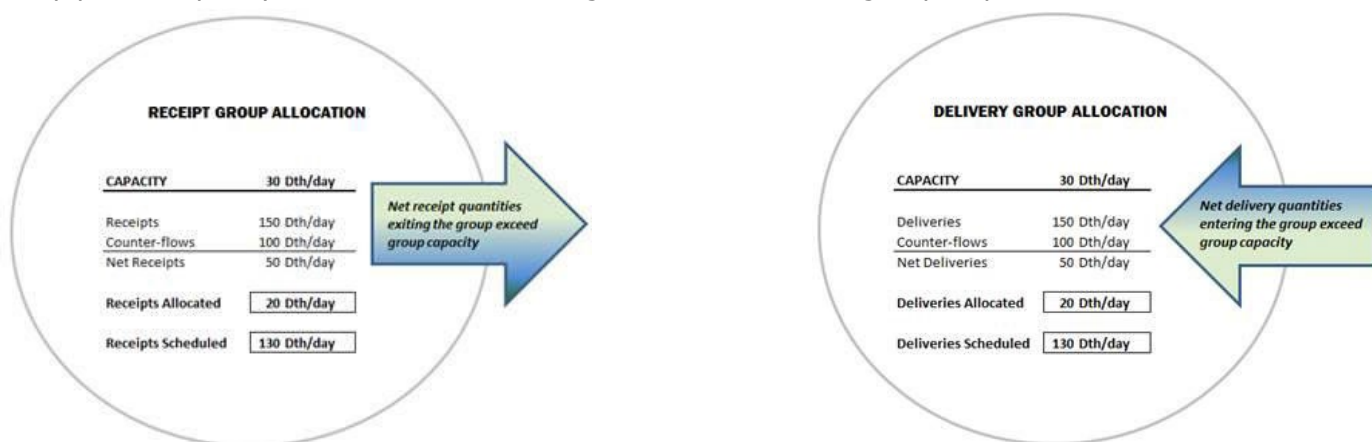 RECEIPT GROUP ALLOCATION
CAPACITY 30 Dth/day
Receipts 150 Dth/day
Counter-flows 100 Dth/day
Net Receipts 50 Dth/day
Receipts Allocated 20 Dth/day
Receipts Scheduled 130 Dth/day
Net receipt quantities
exiting the group exceed
group capacity
DELIVERY GROUP ALLOCATION
CAPACITY 30 Dth/day
Deliveries 150 Dth/day
Counter-flows 100 Dth/day
Net Deliveries 50 Dth/day
Deliveries Allocated 20 Dth/day
Deliveries Scheduled 130 Dth/day
Net delivery quantities
entering the group exceed
group capacity